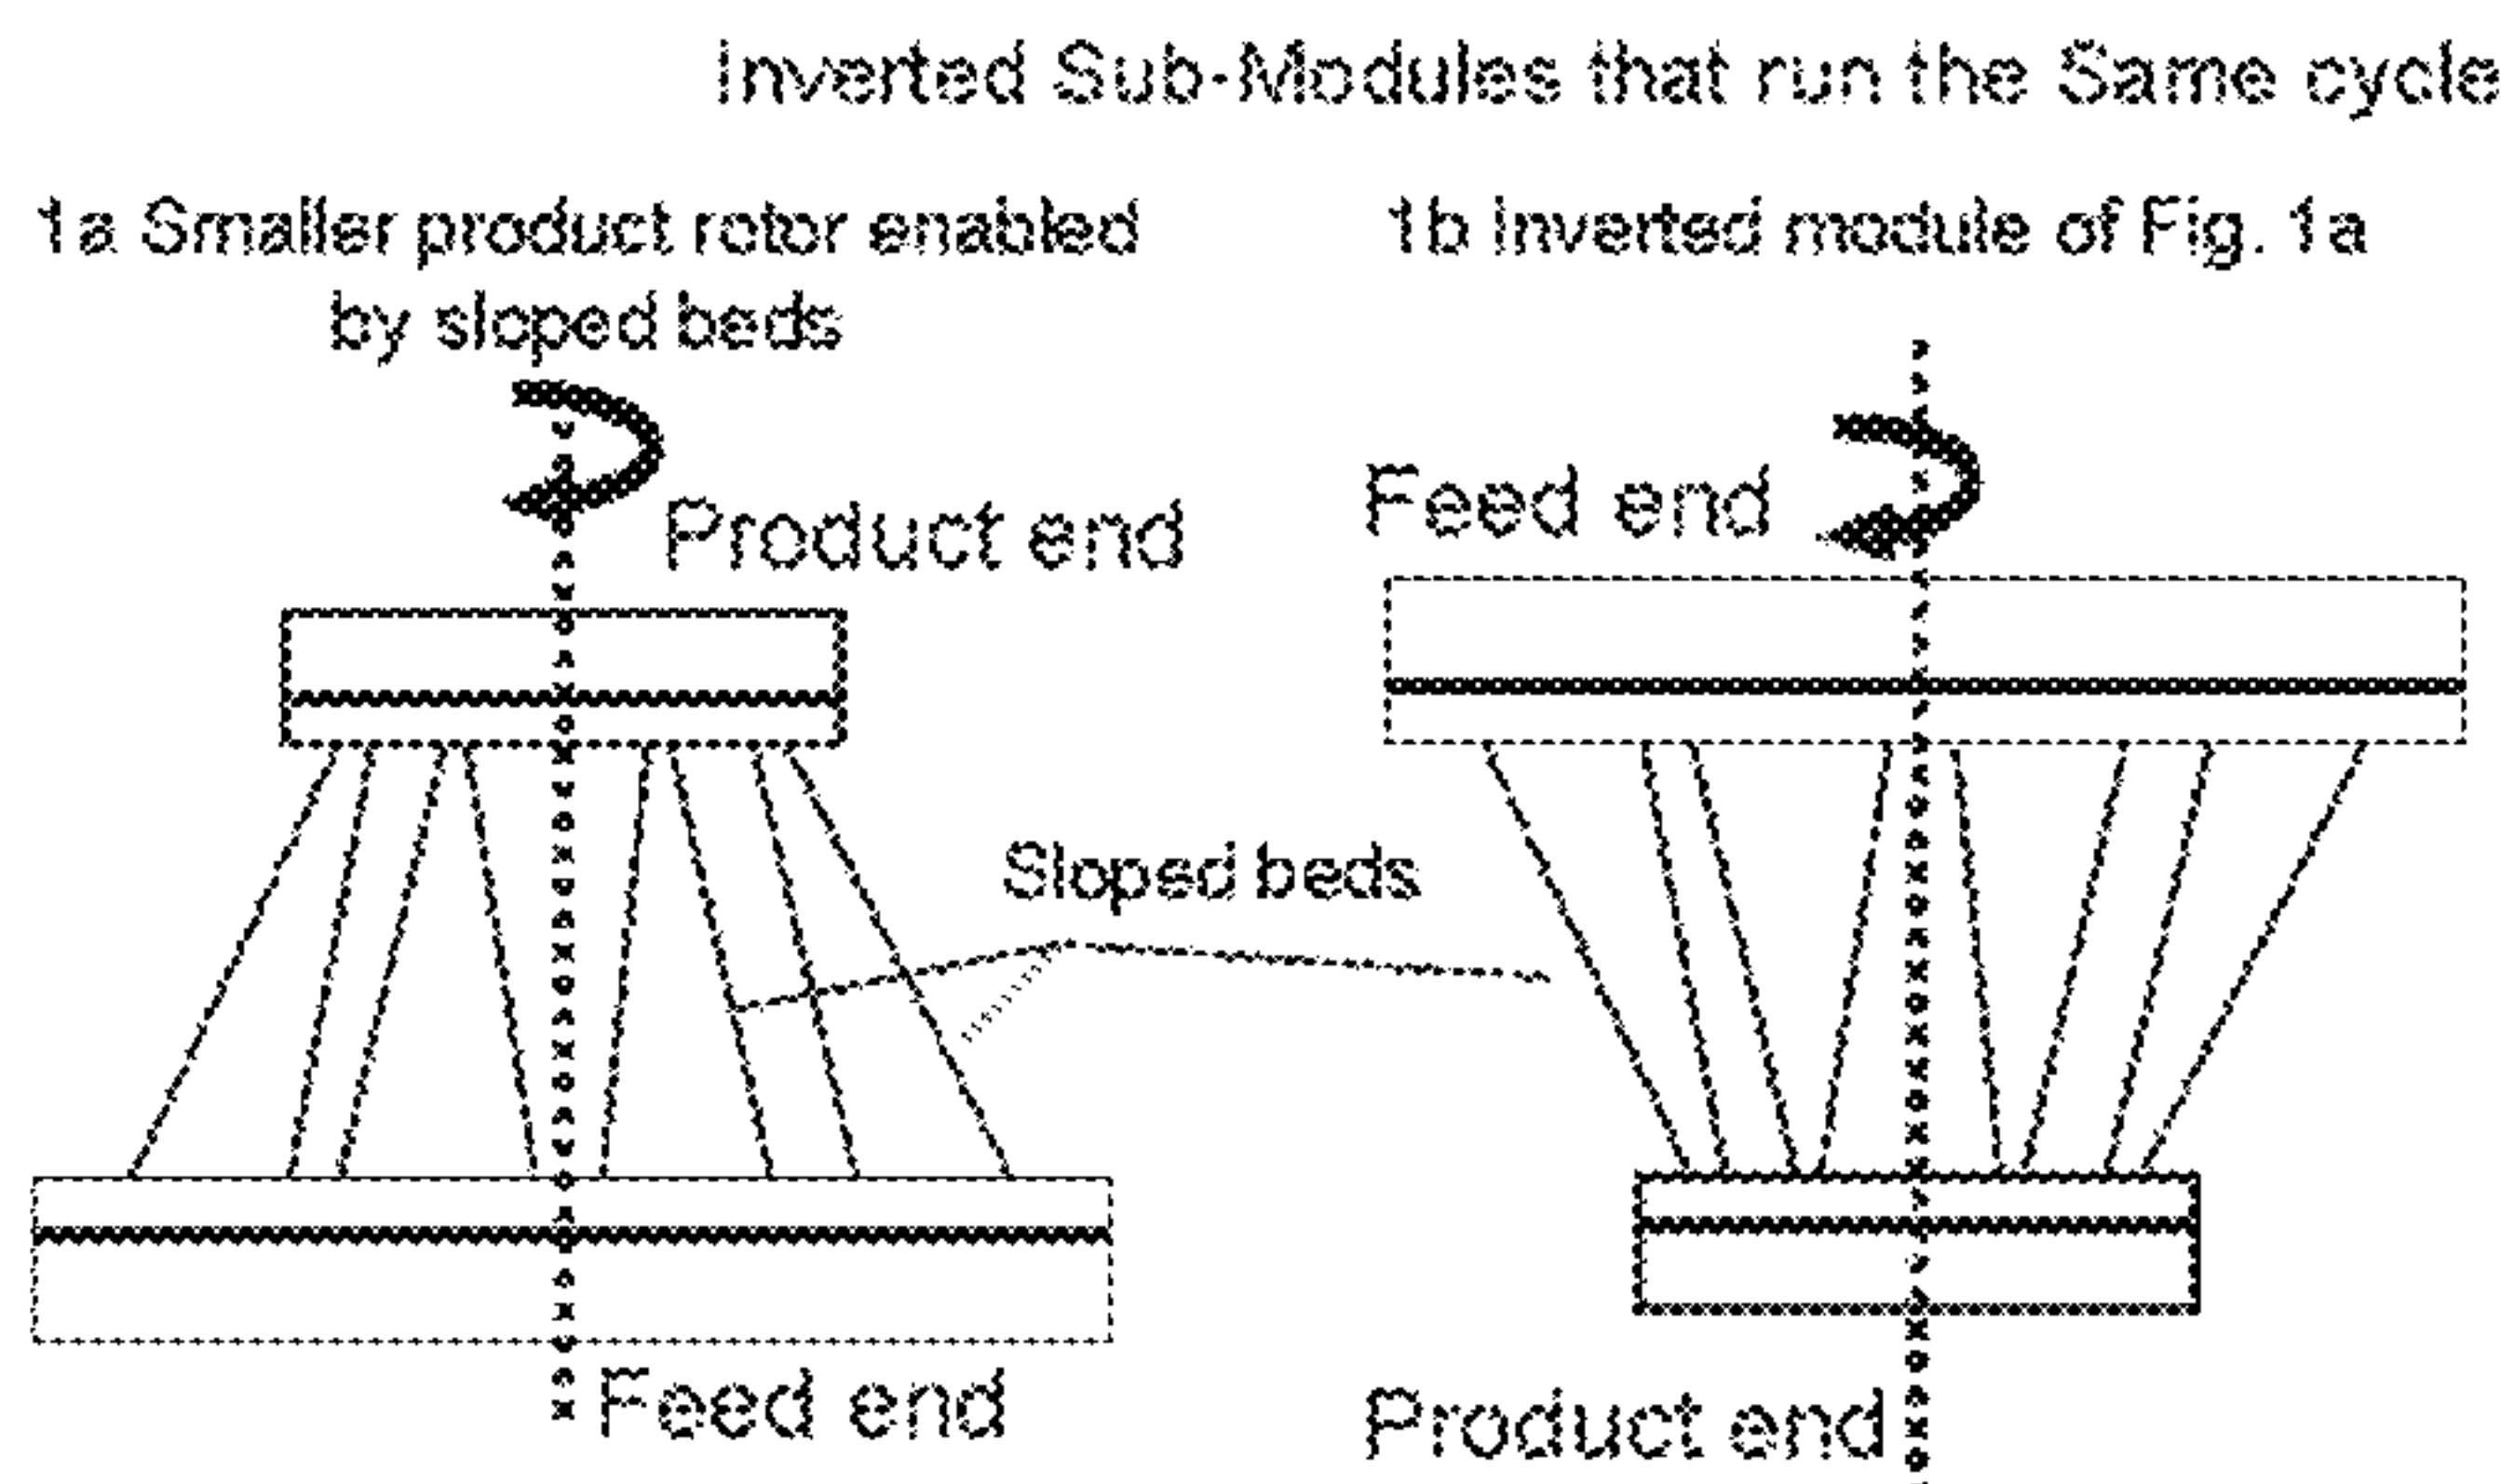 Inverted Sub-Modules that run the Same cycle
1a Smaller product rotor enabled
by sloped beds
1b Inverted module of Fig. 1a
Product end
Feed end
Sloped beds
Feed end
Product end